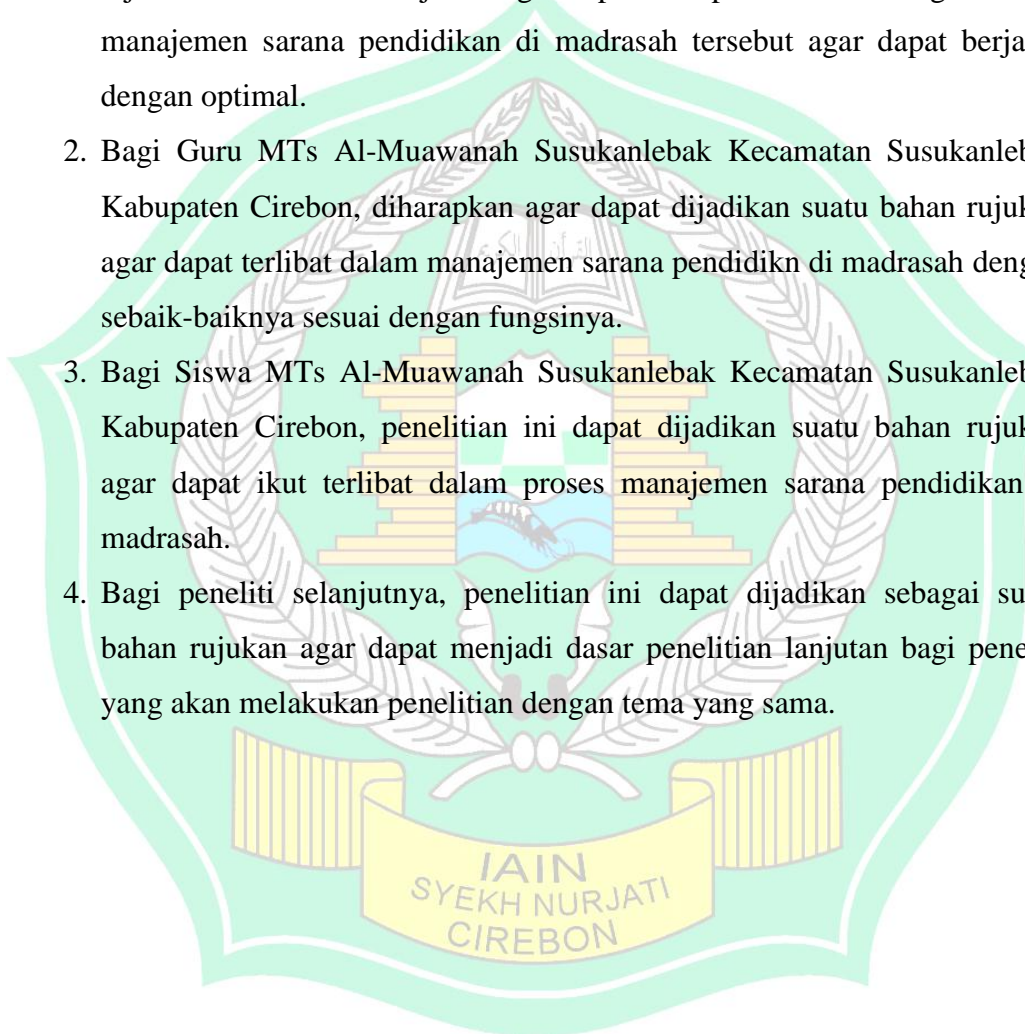 manajemen sarana pendidikan di madrasah tersebut agar dapat berja
dengan optimal.
2. Bagi Guru MTs Al-Muawanah Susukanlebak Kecamatan Susukanleb
Kabupaten Cirebon, diharapkan agar dapat dijadikan suatu bahan rujuk
agar dapat terlibat dalam manajemen sarana pendidikn di madrasah deng
sebaik-baiknya sesuai dengan fungsinya.
3. Bagi Siswa MTs Al-Muawanah Susukanlebak Kecamatan Susukanleb
Kabupaten Cirebon, penelitian ini dapat dijadikan suatu bahan rujuk
agar dapat ikut terlibat dalam proses manajemen sarana pendidikan
madrasah.
4. Bagi peneliti selanjutnya, penelitian ini dapat dijadikan sebagai su
bahan rujukan agar dapat menjadi dasar penelitian lanjutan bagi pene
yang akan melakukan penelitian dengan tema yang sama.
IAIN
SYEKH NURJATI
CIREBON